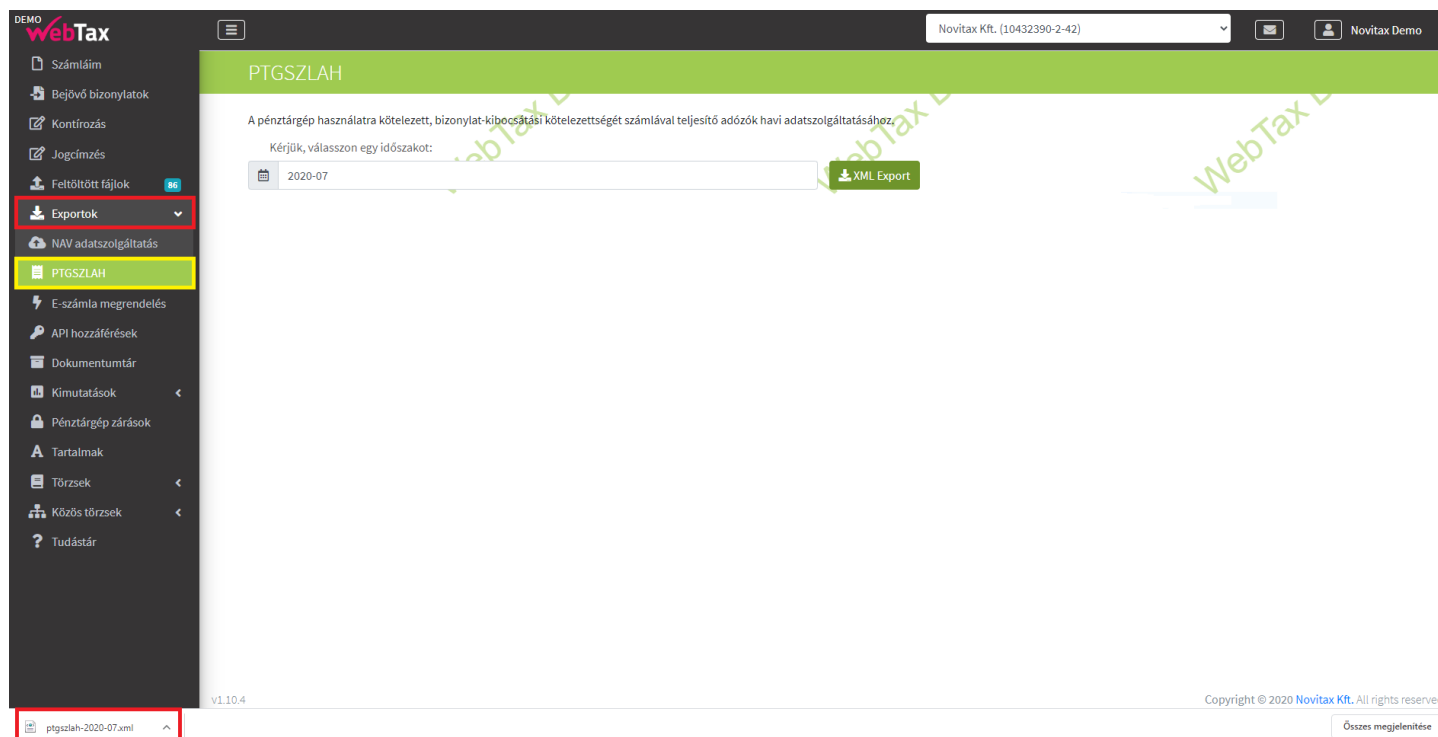 DEMO
WebTax
Novitax Kft. (10432390-2-42)
Novitax Demo
Számláim
Bejövő bizonylatok
Kontírozás
Jogcímzés
Feltöltött fájlok 86
Exportok
NAV adatszolgáltatás
PTGSZLAH
E-számla megrendelés
API hozzáférések
Dokumentumtár
Kimutatások
Pénztárgép zárások
Tartalmak
Törzsek
Közös törzsek
Tudástár
PTGSZLAH
A pénztárgép használatra kötelezett, bizonylat-kibocsátási kötelezettségét számlával teljesítő adózók havi adatszolgáltatásához.
Kérjük, válasszon egy időszakot:
2020-07
XML Export
WebTax D
WebTax D
WebTax D
v1.10.4
Copyright © 2020 Novitax Kft. All rights reserve
ptgszlah-2020-07.xml
Összes megjelenítése